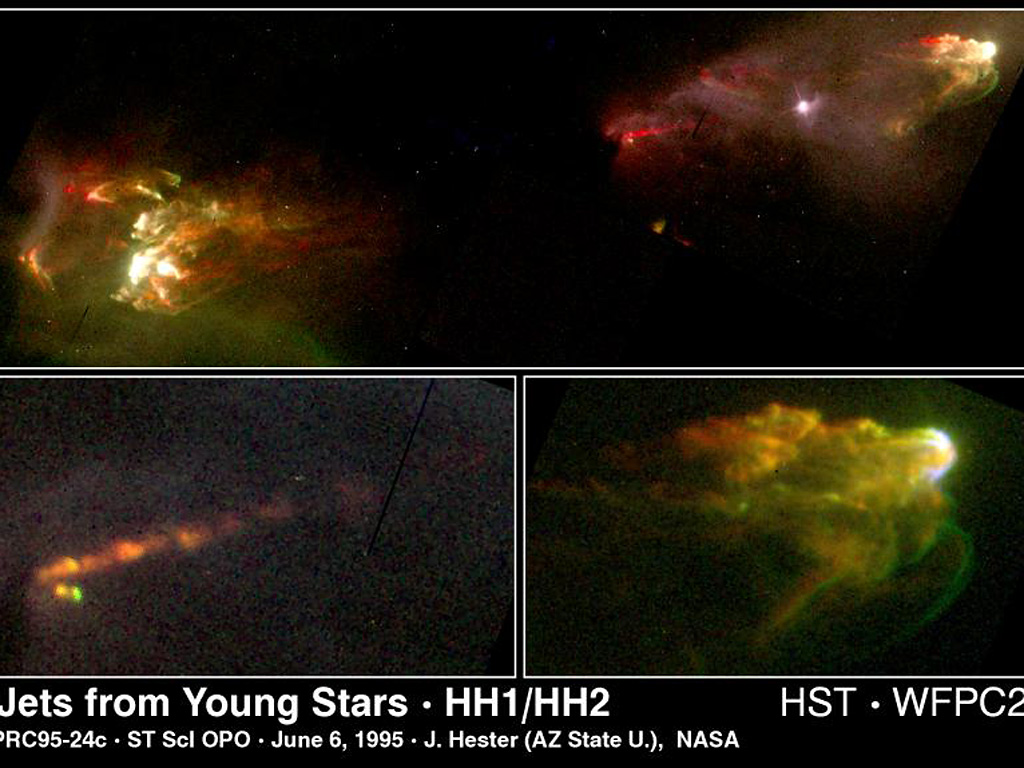 Jets from Young Stars · HH1/HH2 HST · WFPC2
PRC95-24c · ST ScI OPO · June 6, 1995 · J. Hester (AZ State U.), NASA